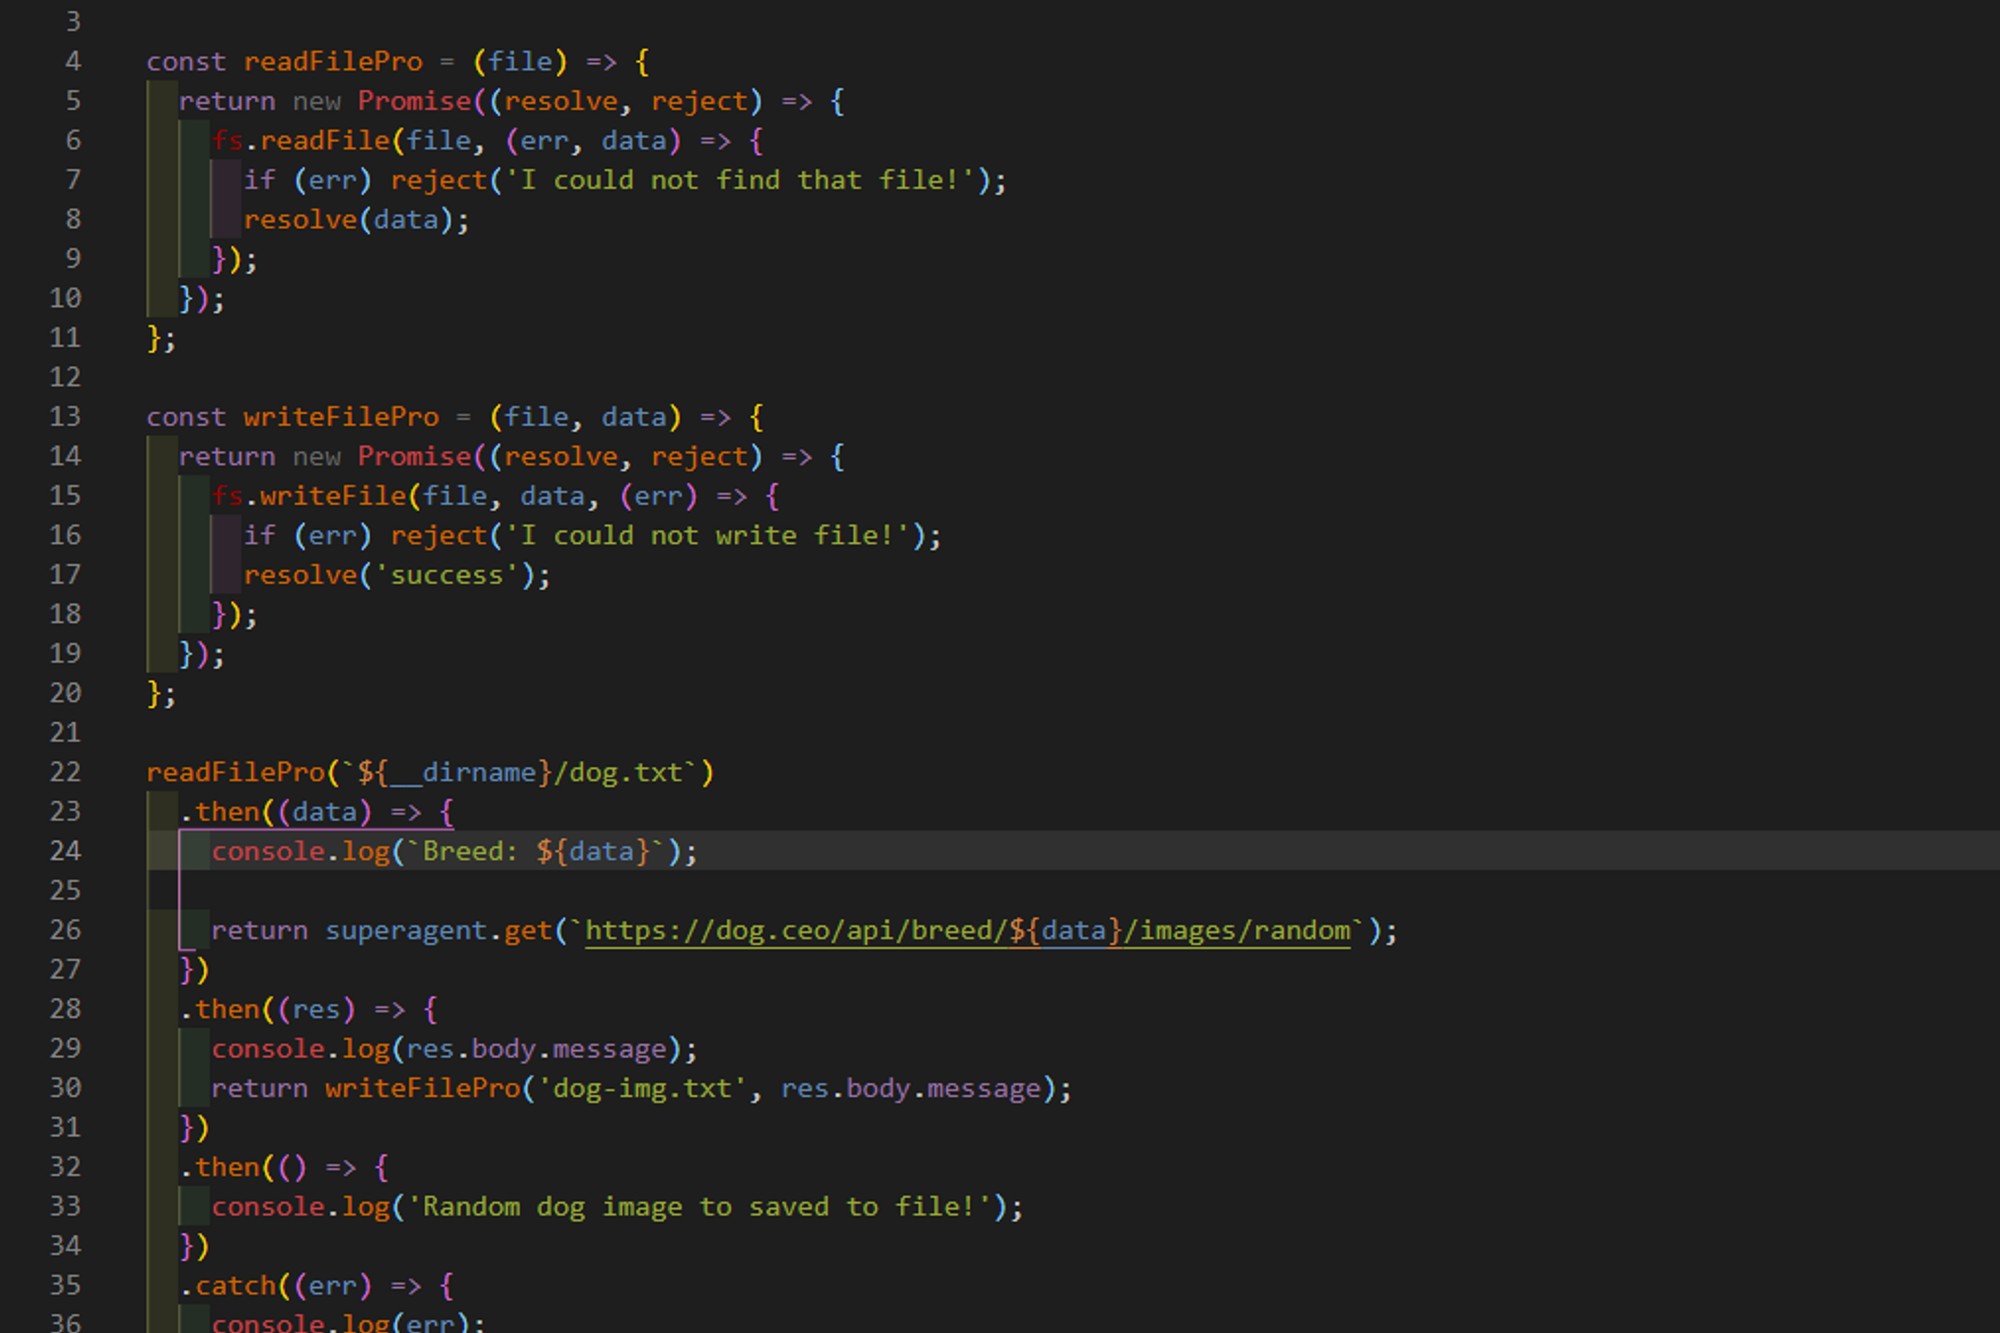 3
4 const readFilePro = (file) => {
5 return new Promise((resolve, reject) => {
6 fs.readFile(file, (err, data) => {
7 if (err) reject('I could not find that file!');
8 resolve(data);
9 });
10 });
11 };
12
13 const writeFilePro = (file, data) => {
14 return new Promise((resolve, reject) => {
15 fs.writeFile(file, data, (err) => {
16 if (err) reject('I could not write file!');
17 resolve('success');
18 });
19 });
20 };
21
22 readFilePro(`${__dirname}/dog.txt`)
23 .then((data) => {
24 console.log(`Breed: ${data}`);
25
26 return superagent.get(`https://dog.ceo/api/breed/${data}/images/random`);
27 })
28 .then((res) => {
29 console.log(res.body.message);
30 return writeFilePro('dog-img.txt', res.body.message);
31 })
32 .then(() => {
33 console.log('Random dog image to saved to file!');
34 })
35 .catch((err) => {
36 console.log(err);